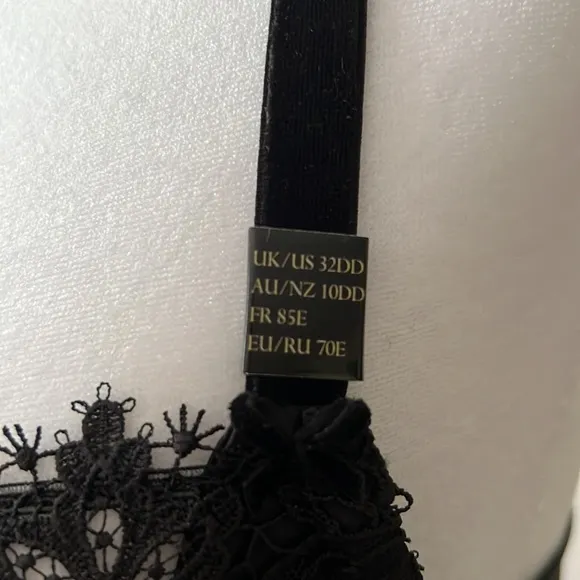 UK/US 32DD
AU/NZ 10DD
FR 85E
EU/RU 70E